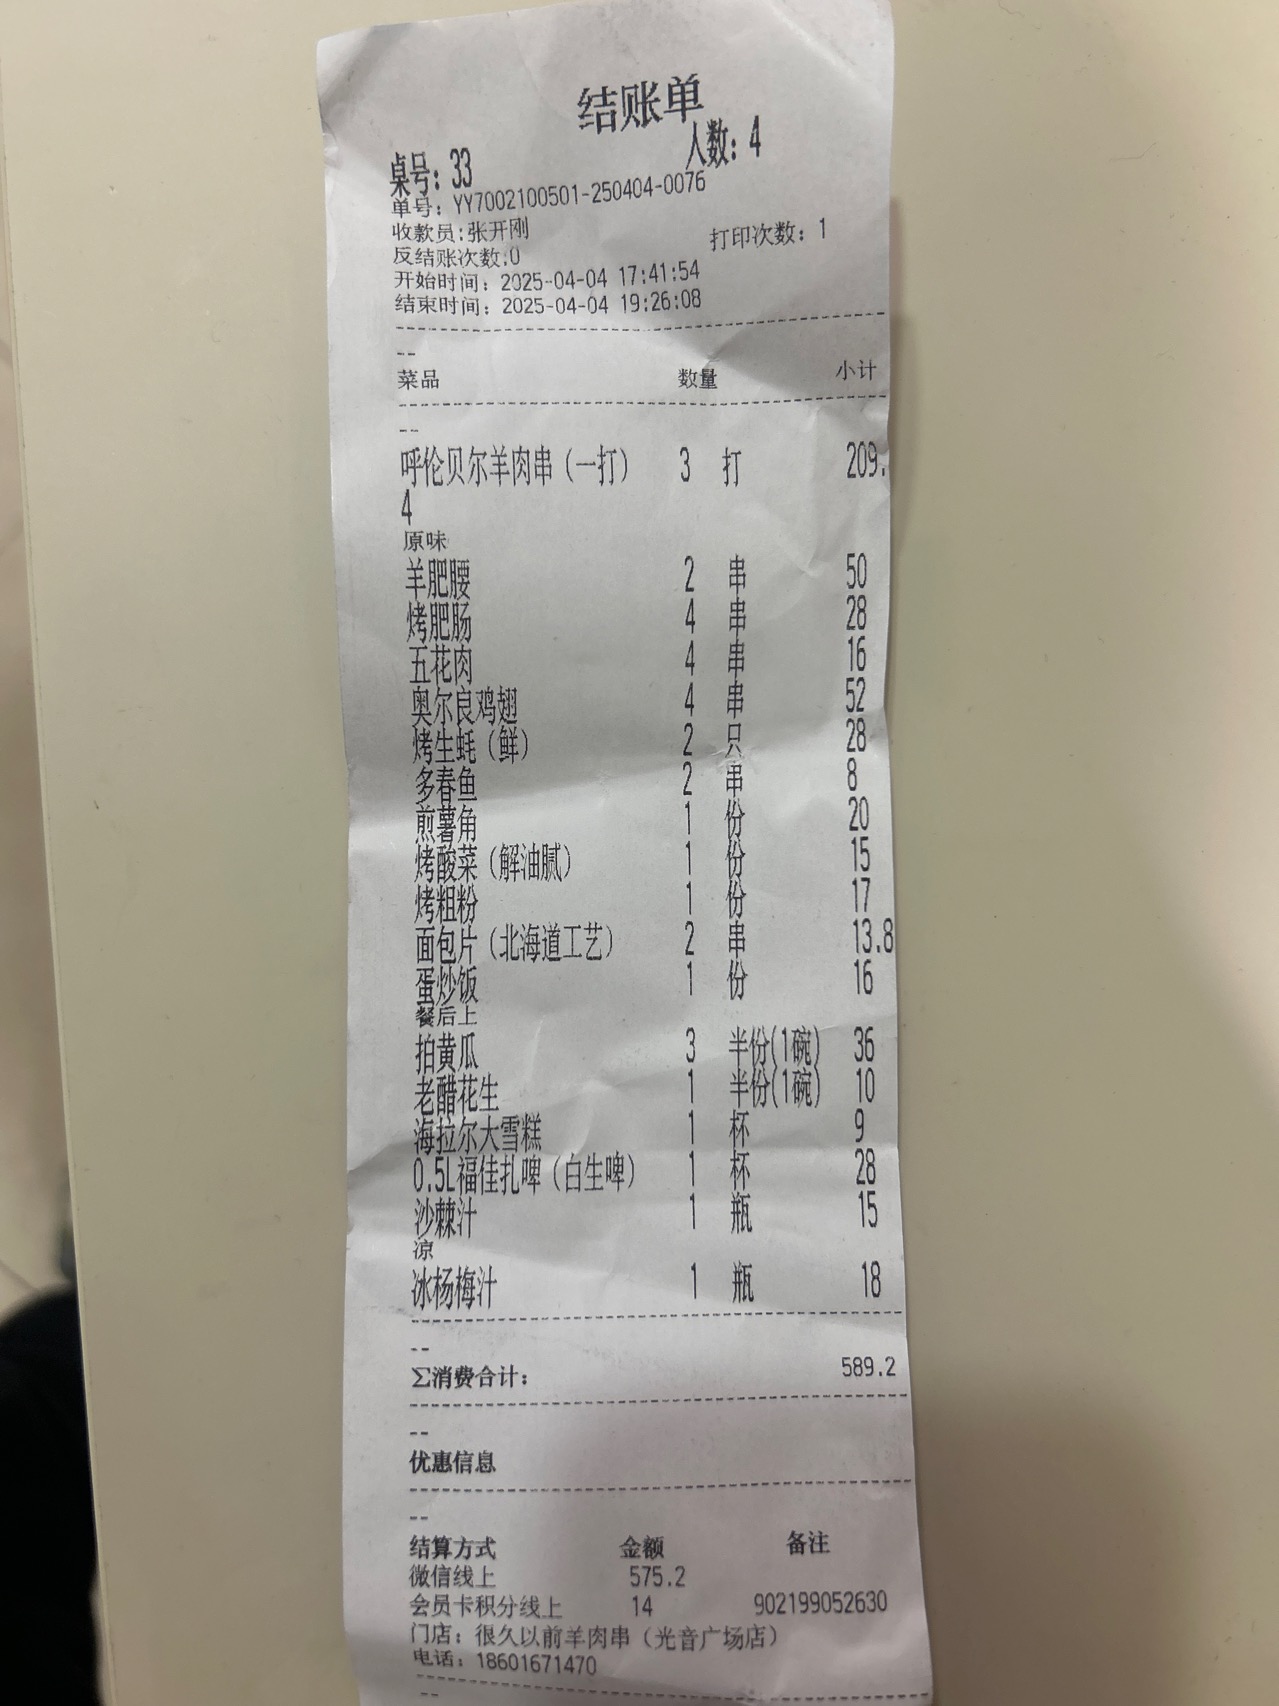 结账单
桌号: 33 人数: 4
单号: YY7002100501-250404-0076
收款员:张开刚 打印次数: 1
反结账次数:0
开始时间: 2025-04-04 17:41:54
结束时间: 2025-04-04 19:26:08
--
菜品 数量 小计
--
呼伦贝尔羊肉串(一打) 3 打 209.
4
原味
羊肥腰 2 串 50
烤肥肠 4 串 28
五花肉 4 串 16
奥尔良鸡翅 4 串 52
烤生蚝(鲜) 2 只 28
多春鱼 2 串 8
煎薯角 1 份 20
烤酸菜(解油腻) 1 份 15
烤粗粉 1 份 17
面包片(北海道工艺) 2 串 13.8
蛋炒饭 1 份 16
餐后上
拍黄瓜 3 半份(1碗) 36
老醋花生 1 半份(1碗) 10
海拉尔大雪糕 1 杯 9
0.5L福佳扎啤(白生啤) 1 杯 28
沙棘汁 1 瓶 15
凉
冰杨梅汁 1 瓶 18
--
∑消费合计: 589.2
--
优惠信息
--
结算方式 金额 备注
微信线上 575.2
会员卡积分线上 14 902199052630
门店: 很久以前羊肉串(光音广场店)
电话: 18601671470
--